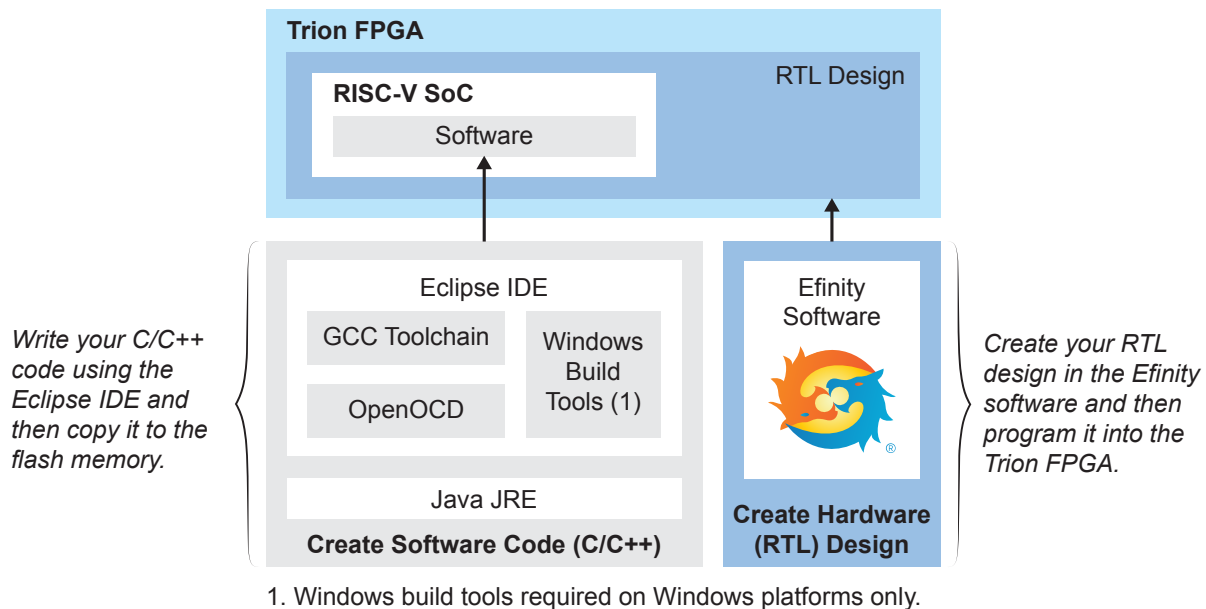 Trion FPGA
RTL Design
RISC-V SoC
Software
Write your C/C++
code using the
Eclipse IDE and
then copy it to the
flash memory.
Eclipse IDE
GCC Toolchain
OpenOCD
Windows
Build
Tools (1)
Java JRE
Create Software Code (C/C++)
Efinity
Software
®
Create Hardware
(RTL) Design
Create your RTL
design in the Efinity
software and then
program it into the
Trion FPGA.
1. Windows build tools required on Windows platforms only.